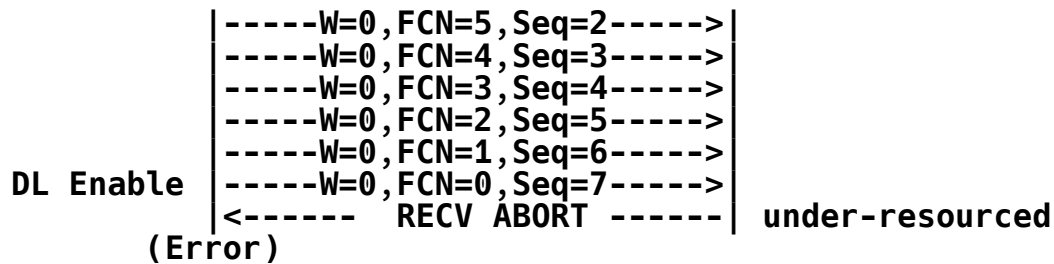 |-----W=0,FCN=5,Seq=2----->|
|-----W=0,FCN=4,Seq=3----->|
|-----W=0,FCN=3,Seq=4----->|
|-----W=0,FCN=2,Seq=5----->|
|-----W=0,FCN=1,Seq=6----->|
DL Enable |-----W=0,FCN=0,Seq=7----->|
|<------ RECV ABORT ------| under-resourced
(Error)